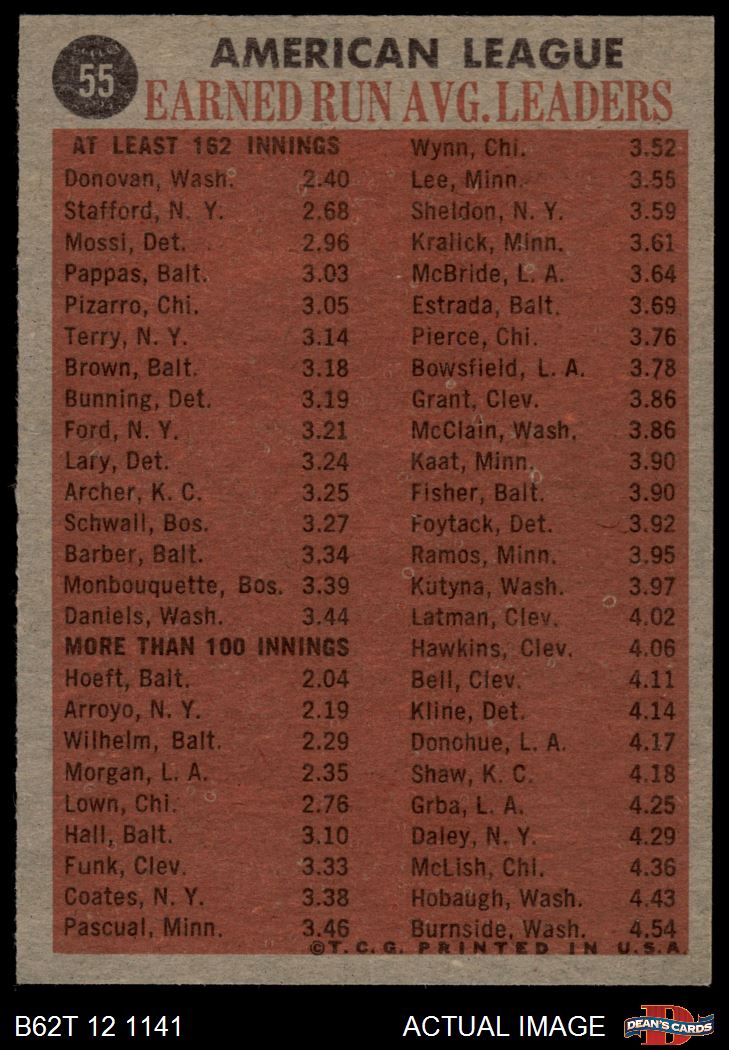 55
AMERICAN LEAGUE
EARNED RUN AVG. LEADERS
AT LEAST 162 INNINGS
Donovan, Wash. 2.40
Stafford, N. Y. 2.68
Mossi, Det. 2.96
Pappas, Balt. 3.03
Pizarro, Chi. 3.05
Terry, N. Y. 3.14
Brown, Balt. 3.18
Bunning, Det. 3.19
Ford, N. Y. 3.21
Lary, Det. 3.24
Archer, K. C. 3.25
Schwall, Bos. 3.27
Barber, Balt. 3.34
Monbouquette, Bos. 3.39
Daniels, Wash. 3.44
MORE THAN 100 INNINGS
Hoeft, Balt. 2.04
Arroyo, N. Y. 2.19
Wilhelm, Balt. 2.29
Morgan, L. A. 2.35
Lown, Chi. 2.76
Hall, Balt. 3.10
Funk, Clev. 3.33
Coates, N. Y. 3.38
Pascual, Minn. 3.46
Wynn, Chi. 3.52
Lee, Minn. 3.55
Sheldon, N. Y. 3.59
Kralick, Minn. 3.61
McBride, L. A. 3.64
Estrada, Balt. 3.69
Pierce, Chi. 3.76
Bowsfield, L. A. 3.78
Grant, Clev. 3.86
McClain, Wash. 3.86
Kaat, Minn. 3.90
Fisher, Balt. 3.90
Foytack, Det. 3.92
Ramos, Minn. 3.95
Kutyna, Wash. 3.97
Latman, Clev. 4.02
Hawkins, Clev. 4.06
Bell, Clev. 4.11
Kline, Det. 4.14
Donohue, L. A. 4.17
Shaw, K. C. 4.18
Grba, L. A. 4.25
Daley, N. Y. 4.29
McLish, Chi. 4.36
Hobaugh, Wash. 4.43
Burnside, Wash. 4.54
©T. C. G. PRINTED IN U.S.A.
B62T 12 1141
ACTUAL IMAGE
DEAN'S CARDS